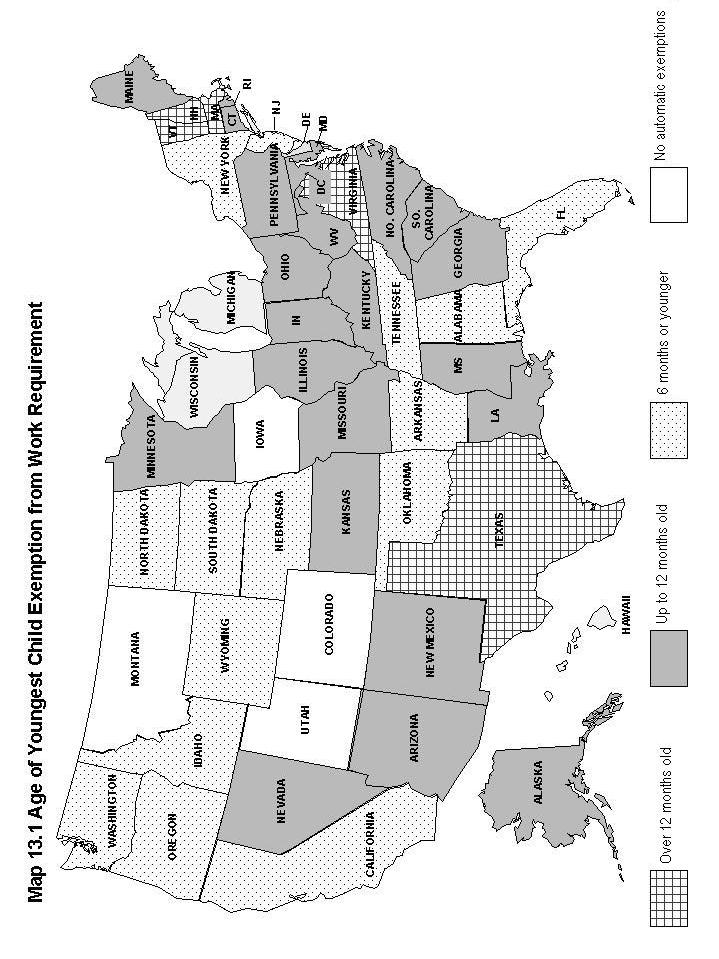 Map 13.1 Age of Youngest Child Exemption from Work Requirement
WASHINGTON
OREGON
CALIFORNIA
IDAHO
NEVADA
MONTANA
WYOMING
UTAH
COLORADO
ARIZONA
NEW MEXICO
NORTH DAKOTA
SOUTH DAKOTA
NEBRASKA
KANSAS
OKLAHOMA
TEXAS
MINNESOTA
IOWA
MISSOURI
ARKANSAS
LA
WISCONSIN
ILLINOIS
MICHIGAN
IN
OHIO
KENTUCKY
TENNESSEE
MS
ALABAMA
GEORGIA
FL
SO.
CAROLINA
NO. CAROLINA
VIRGINIA
WV
DC
MD
DE
PENNSYLVANIA
NJ
NEW YORK
CT
RI
MA
VT
NH
MAINE
ALASKA
HAWAII
Over 12 months old
Up to 12 months old
6 months or younger
No automatic exemptions